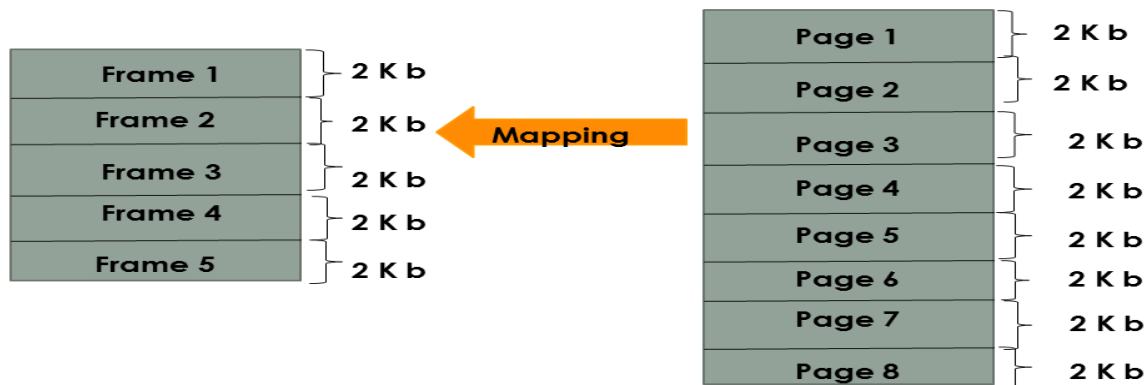 Frame 1
2 K b
Frame 2
2 K b
Frame 3
2 K b
Frame 4
2 K b
Frame 5
2 K b
Mapping
Page 1
2 K b
Page 2
2 K b
Page 3
2 K b
Page 4
2 K b
Page 5
2 K b
Page 6
2 K b
Page 7
2 K b
Page 8
2 K b